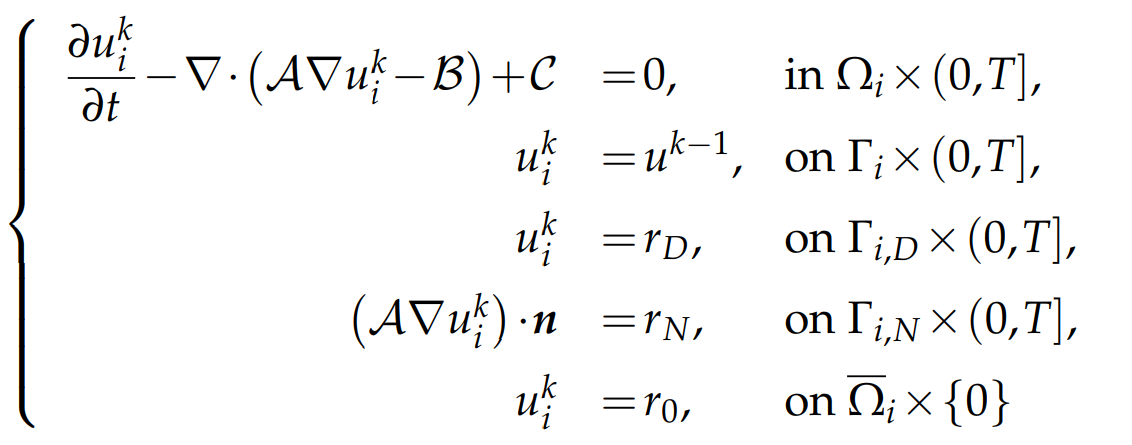 ∂u_i^k/∂t − ∇·(𝒜∇u_i^k − ℬ) + 𝒞 = 0, in Ω_i × (0,T],
u_i^k = u^{k−1}, on Γ_i × (0,T],
u_i^k = r_D, on Γ_{i,D} × (0,T],
(𝒜∇u_i^k)·𝒏 = r_N, on Γ_{i,N} × (0,T],
u_i^k = r_0, on Ω̅_i × {0}